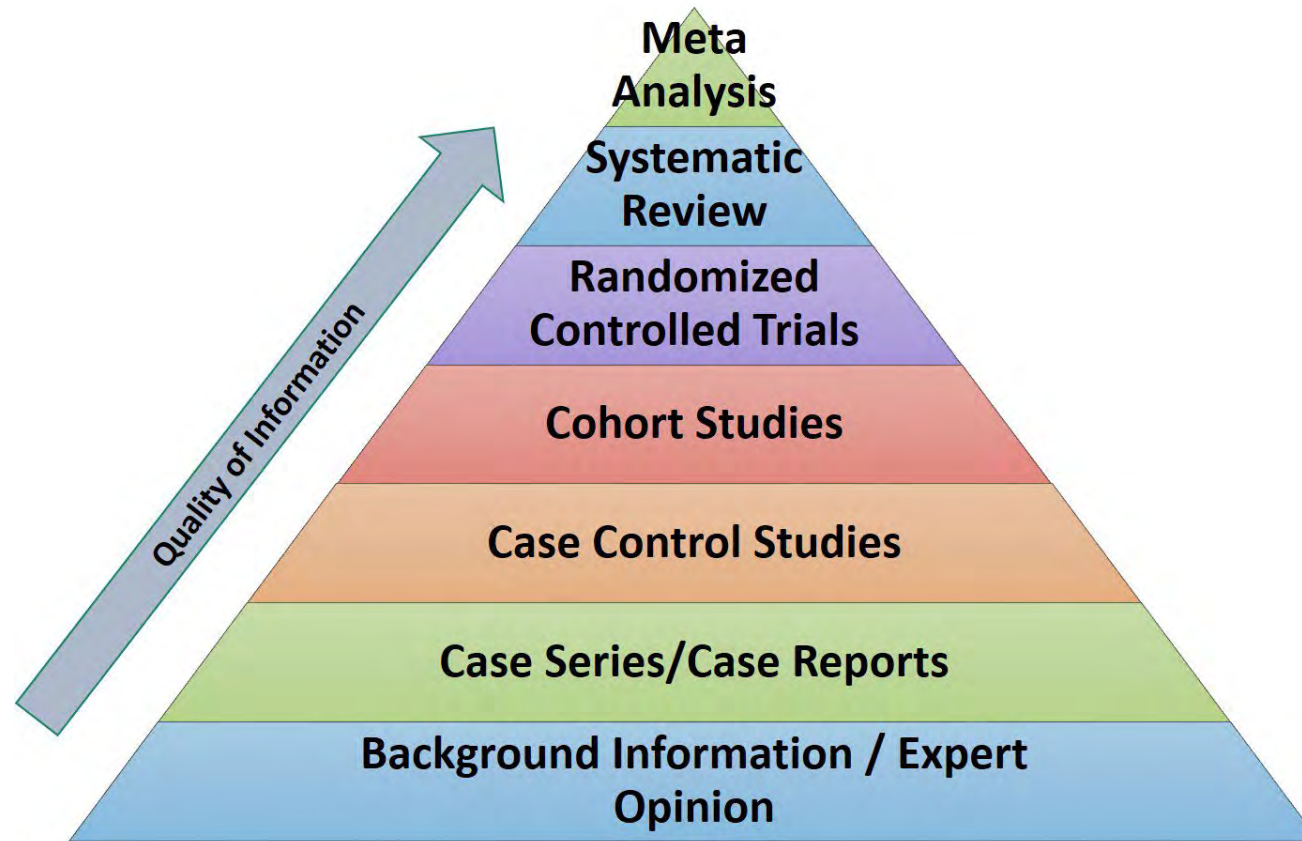 Meta
Analysis
Systematic
Review
Randomized
Controlled Trials
Cohort Studies
Case Control Studies
Case Series/Case Reports
Background Information / Expert
Opinion
Quality of Information